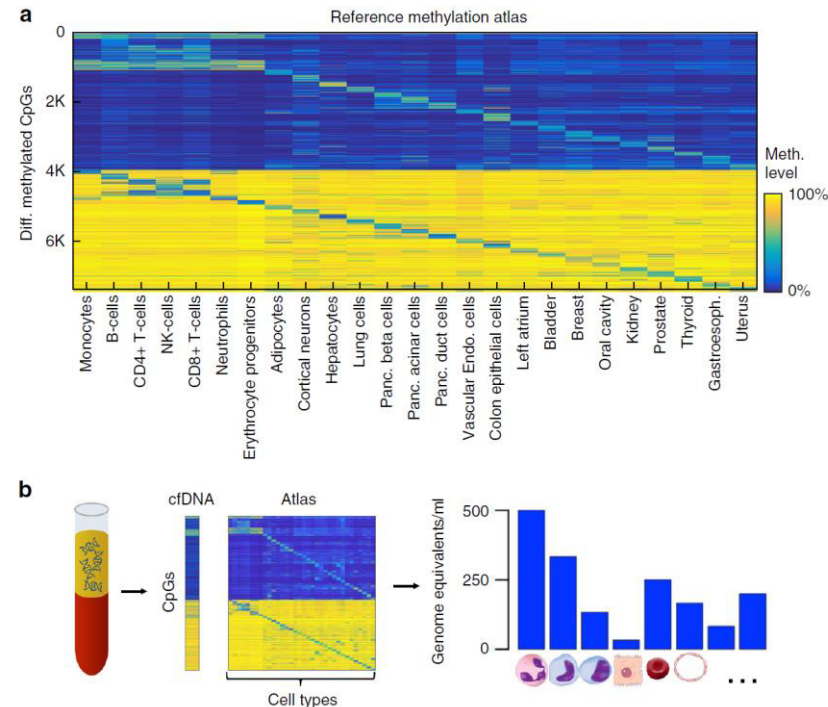 a
Reference methylation atlas
0
2K
4K
6K
Diff. methylated CpGs
Meth.
level
100%
0%
Monocytes
B-cells
CD4+ T-cells
NK-cells
CD8+ T-cells
Neutrophils
Erythrocyte progenitors
Adipocytes
Cortical neurons
Hepatocytes
Lung cells
Panc. beta cells
Panc. acinar cells
Panc. duct cells
Vascular Endo. cells
Colon epithelial cells
Left atrium
Bladder
Breast
Oral cavity
Kidney
Prostate
Thyroid
Gastroesoph.
Uterus
b
cfDNA
Atlas
CpGs
Cell types
Genome equivalents/ml
500
250
0
...